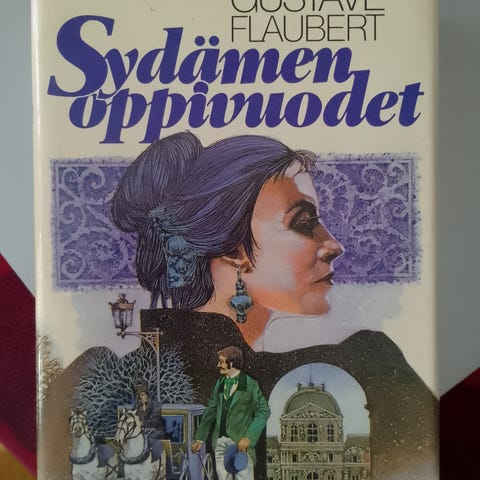 GUSTAVE
FLAUBERT
Sydämen
oppivuodet